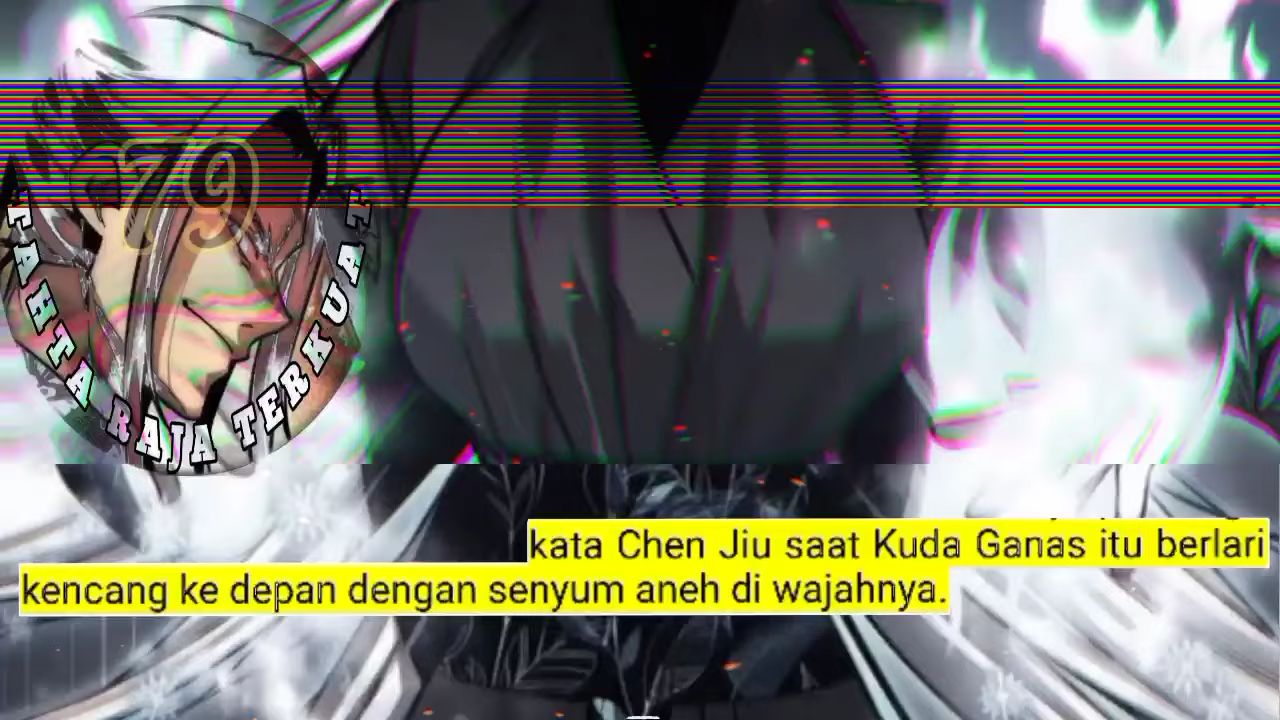 79
TAHTA RAJA TERKUAT
kata Chen Jiu saat Kuda Ganas itu berlari
kencang ke depan dengan senyum aneh di wajahnya.